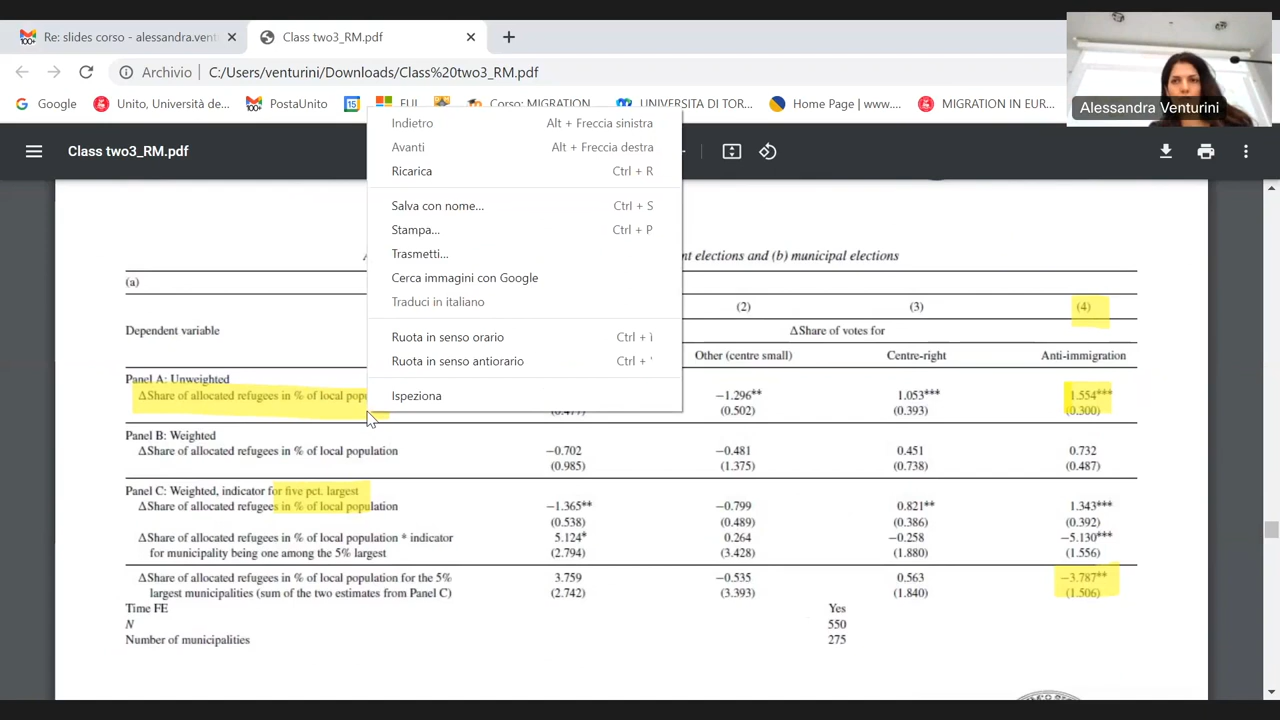 Re: slides corso - alessandra.vent
Class two3_RM.pdf
Archivio
C:/Users/venturini/Downloads/Class%20two3_RM.pdf
Google
Unito, Università de...
PostaUnito
EUI
Corso: MIGRATION...
UNIVERSITA DI TOR...
Home Page | www....
MIGRATION IN EUR...
Alessandra Venturini
Class two3_RM.pdf
Indietro Alt + Freccia sinistra
Avanti Alt + Freccia destra
Ricarica Ctrl + R
Salva con nome... Ctrl + S
Stampa... Ctrl + P
Trasmetti...
Cerca immagini con Google
Traduci in italiano
Ruota in senso orario Ctrl + ì
Ruota in senso antiorario Ctrl + '
Ispeziona
elections and (b) municipal elections
(a)
(2) (3) (4)
Dependent variable ΔShare of votes for
Other (centre small) Centre-right Anti-immigration
Panel A: Unweighted
ΔShare of allocated refugees in % of local −1.296** 1.053*** 1.554***
(0.502) (0.393) (0.300)
Panel B: Weighted
ΔShare of allocated refugees in % of local population −0.702 −0.481 0.451 0.732
(0.985) (1.375) (0.738) (0.487)
Panel C: Weighted, indicator for five pct. largest
ΔShare of allocated refugees in % of local population −1.365** −0.799 0.821** 1.343***
(0.538) (0.489) (0.386) (0.392)
ΔShare of allocated refugees in % of local population * indicator 5.124* 0.264 −0.258 −5.130***
for municipality being one among the 5% largest (2.794) (3.428) (1.880) (1.556)
ΔShare of allocated refugees in % of local population for the 5% 3.759 −0.535 0.563 −3.787**
largest municipalities (sum of the two estimates from Panel C) (2.742) (3.393) (1.840) (1.506)
Time FE Yes
N 550
Number of municipalities 275